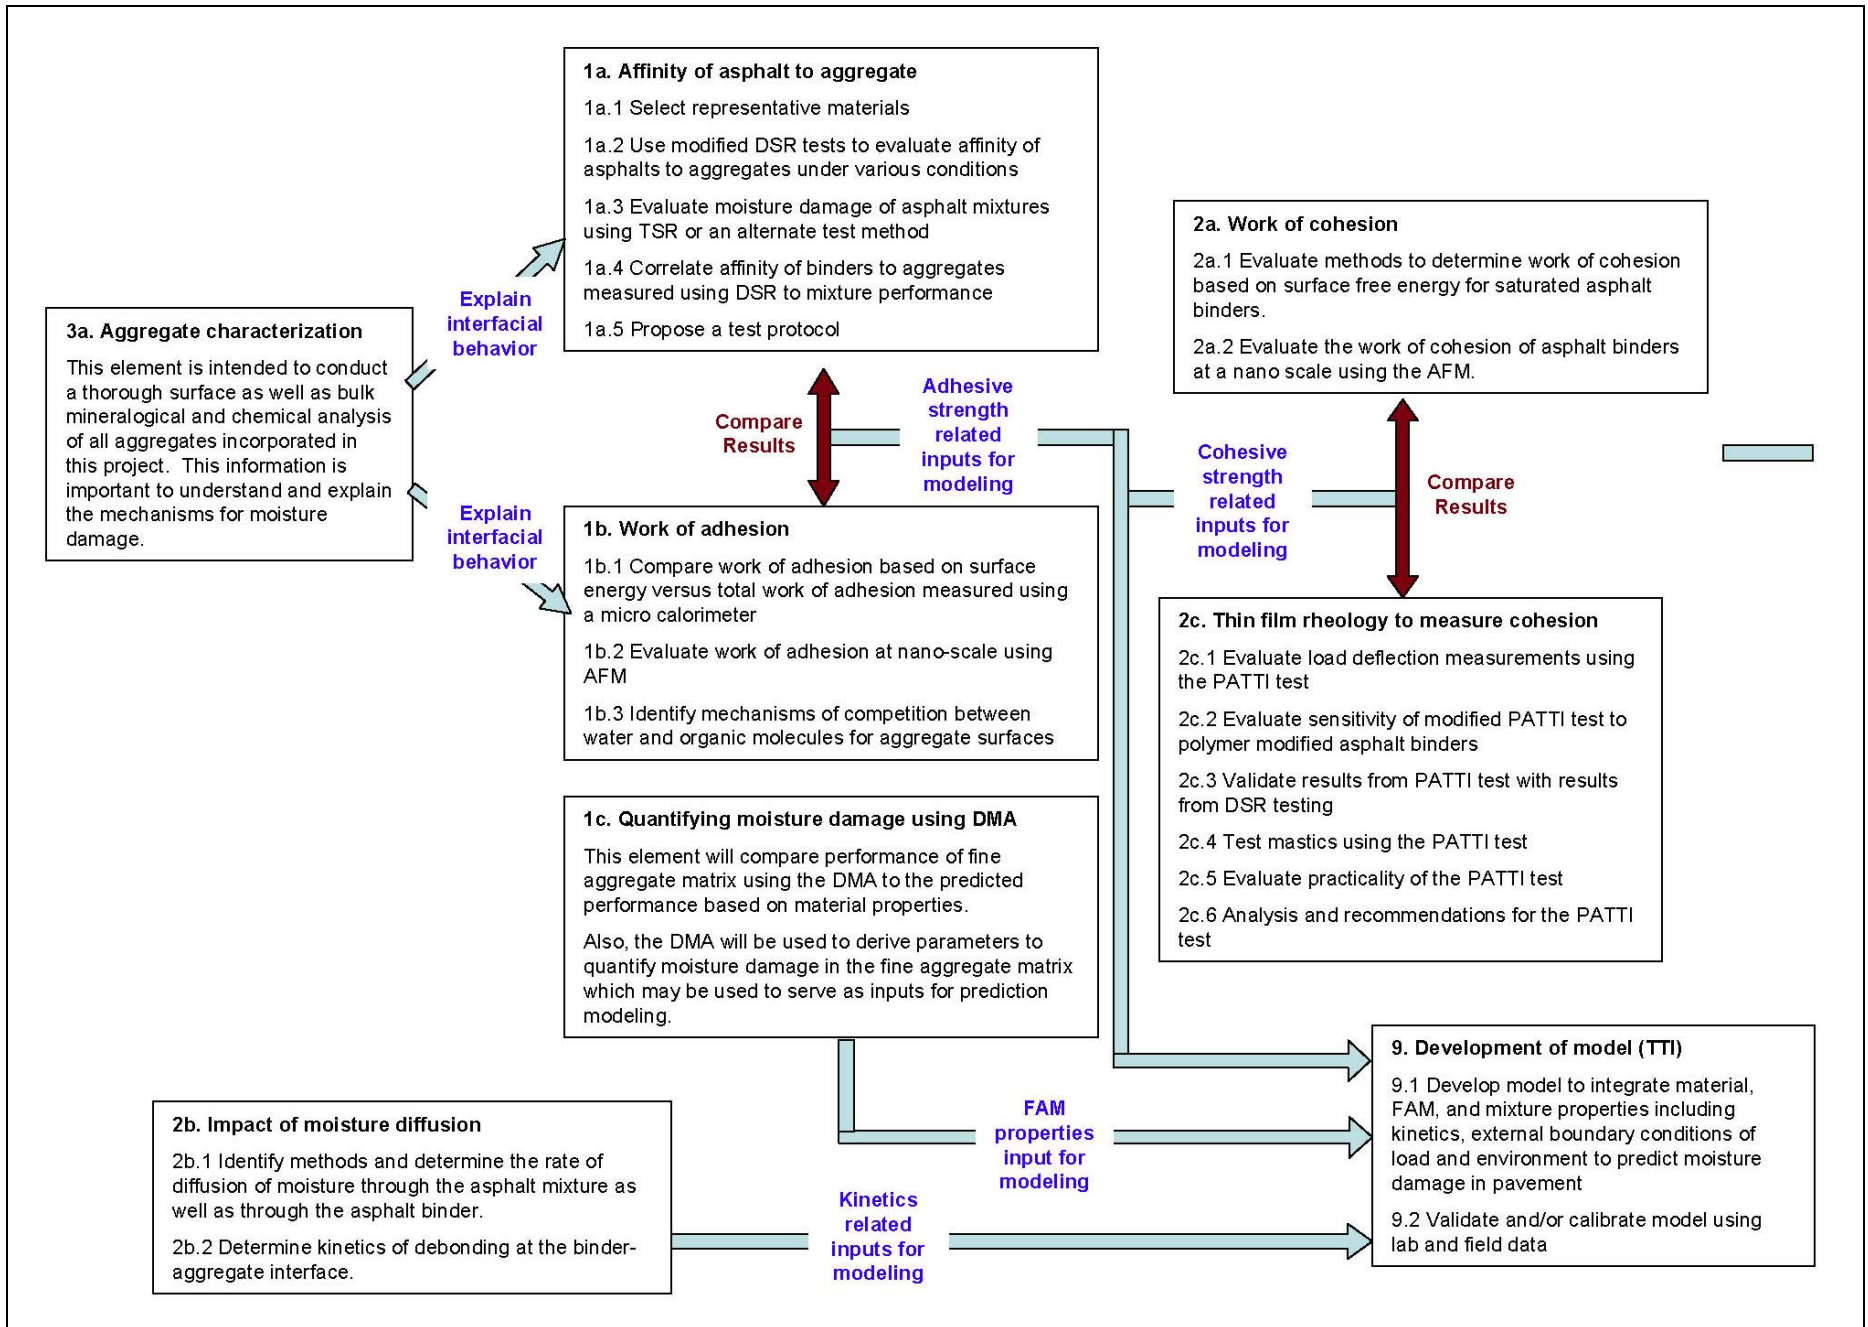 1a. Affinity of asphalt to aggregate
1a.1 Select representative materials
1a.2 Use modified DSR tests to evaluate affinity of
asphalts to aggregates under various conditions
1a.3 Evaluate moisture damage of asphalt mixtures
using TSR or an alternate test method
1a.4 Correlate affinity of binders to aggregates
measured using DSR to mixture performance
1a.5 Propose a test protocol
2a. Work of cohesion
2a.1 Evaluate methods to determine work of cohesion
based on surface free energy for saturated asphalt
binders.
2a.2 Evaluate the work of cohesion of asphalt binders
at a nano scale using the AFM.
Explain
interfacial
behavior
3a. Aggregate characterization
This element is intended to conduct
a thorough surface as well as bulk
mineralogical and chemical analysis
of all aggregates incorporated in
this project.  This information is
important to understand and explain
the mechanisms for moisture
damage.
Explain
interfacial
behavior
Compare
Results
Adhesive
strength
related
inputs for
modeling
Cohesive
strength
related
inputs for
modeling
Compare
Results
1b. Work of adhesion
1b.1 Compare work of adhesion based on surface
energy versus total work of adhesion measured using
a micro calorimeter
1b.2 Evaluate work of adhesion at nano-scale using
AFM
1b.3 Identify mechanisms of competition between
water and organic molecules for aggregate surfaces
2c. Thin film rheology to measure cohesion
2c.1 Evaluate load deflection measurements using
the PATTI test
2c.2 Evaluate sensitivity of modified PATTI test to
polymer modified asphalt binders
2c.3 Validate results from PATTI test with results
from DSR testing
2c.4 Test mastics using the PATTI test
2c.5 Evaluate practicality of the PATTI test
2c.6 Analysis and recommendations for the PATTI
test
1c. Quantifying moisture damage using DMA
This element will compare performance of fine
aggregate matrix using the DMA to the predicted
performance based on material properties.
Also, the DMA will be used to derive parameters to
quantify moisture damage in the fine aggregate matrix
which may be used to serve as inputs for prediction
modeling.
2b. Impact of moisture diffusion
2b.1 Identify methods and determine the rate of
diffusion of moisture through the asphalt mixture as
well as through the asphalt binder.
2b.2 Determine kinetics of debonding at the binder-
aggregate interface.
FAM
properties
input for
modeling
Kinetics
related
inputs for
modeling
9. Development of model (TTI)
9.1 Develop model to integrate material,
FAM, and mixture properties including
kinetics, external boundary conditions of
load and environment to predict moisture
damage in pavement
9.2 Validate and/or calibrate model using
lab and field data